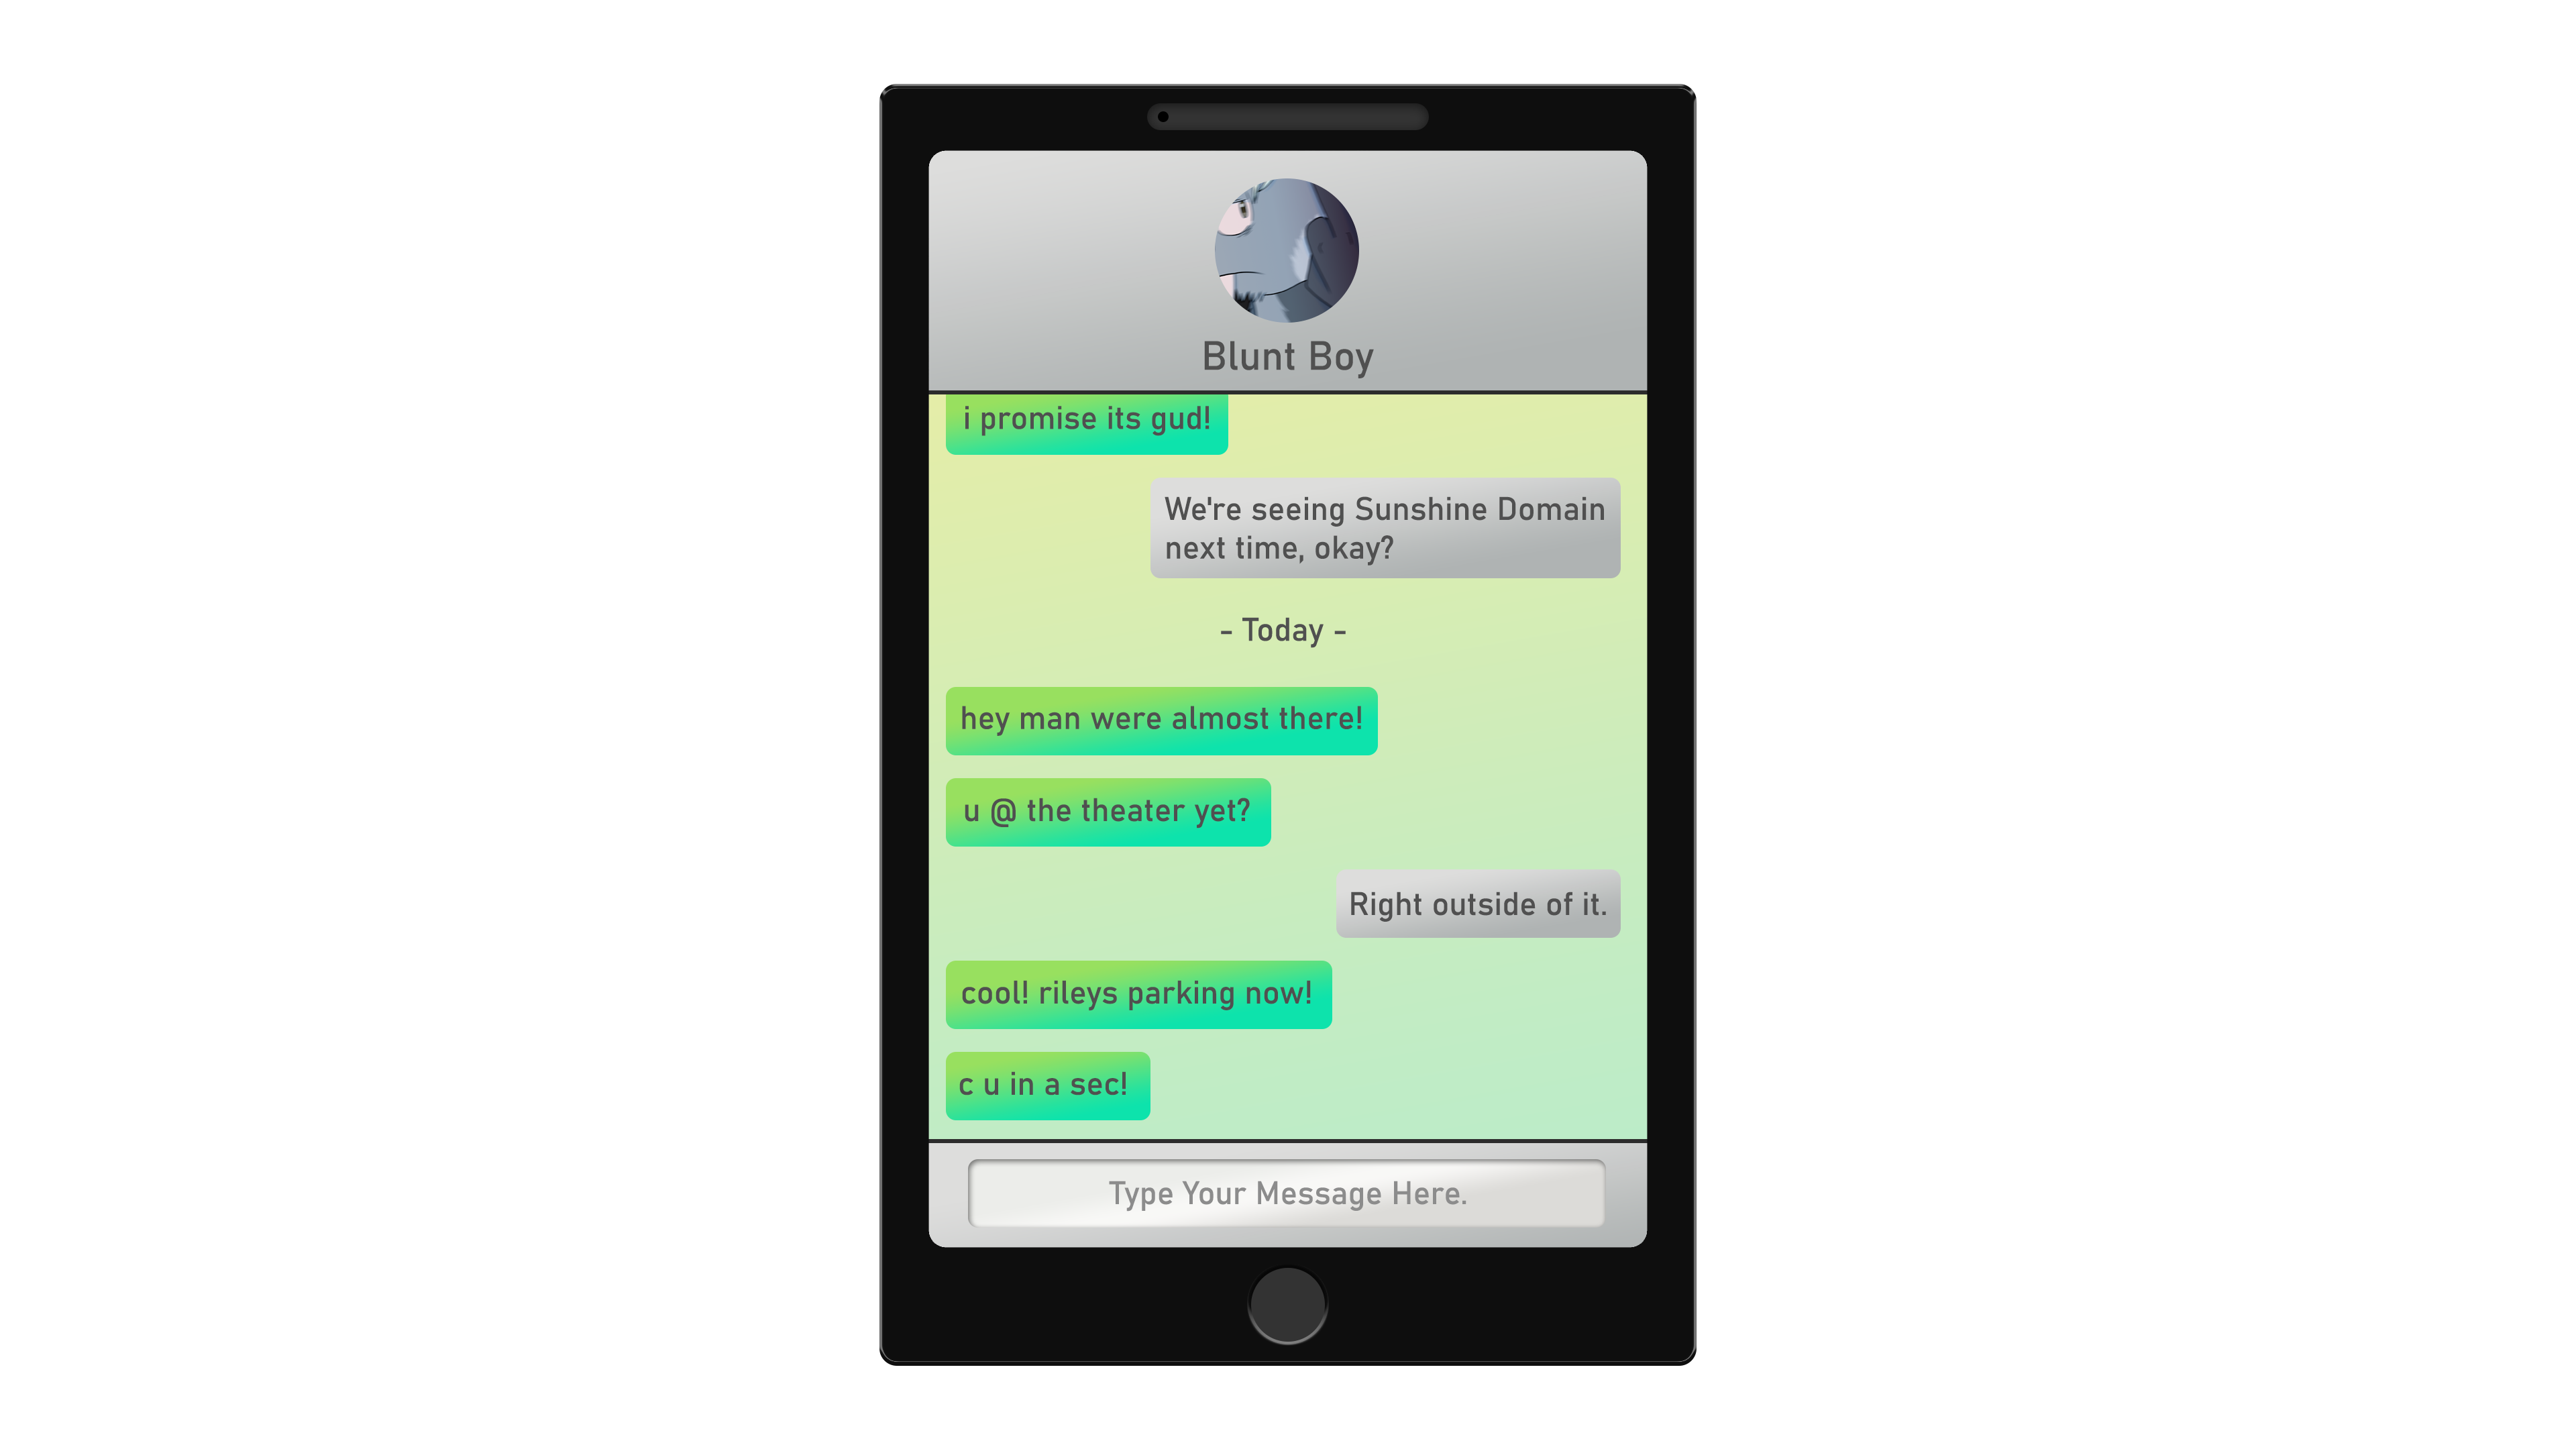 Blunt Boy
i promise its gud!
We're seeing Sunshine Domain
next time, okay?
- Today -
hey man were almost there!
u @ the theater yet?
Right outside of it.
cool! rileys parking now!
c u in a sec!
Type Your Message Here.